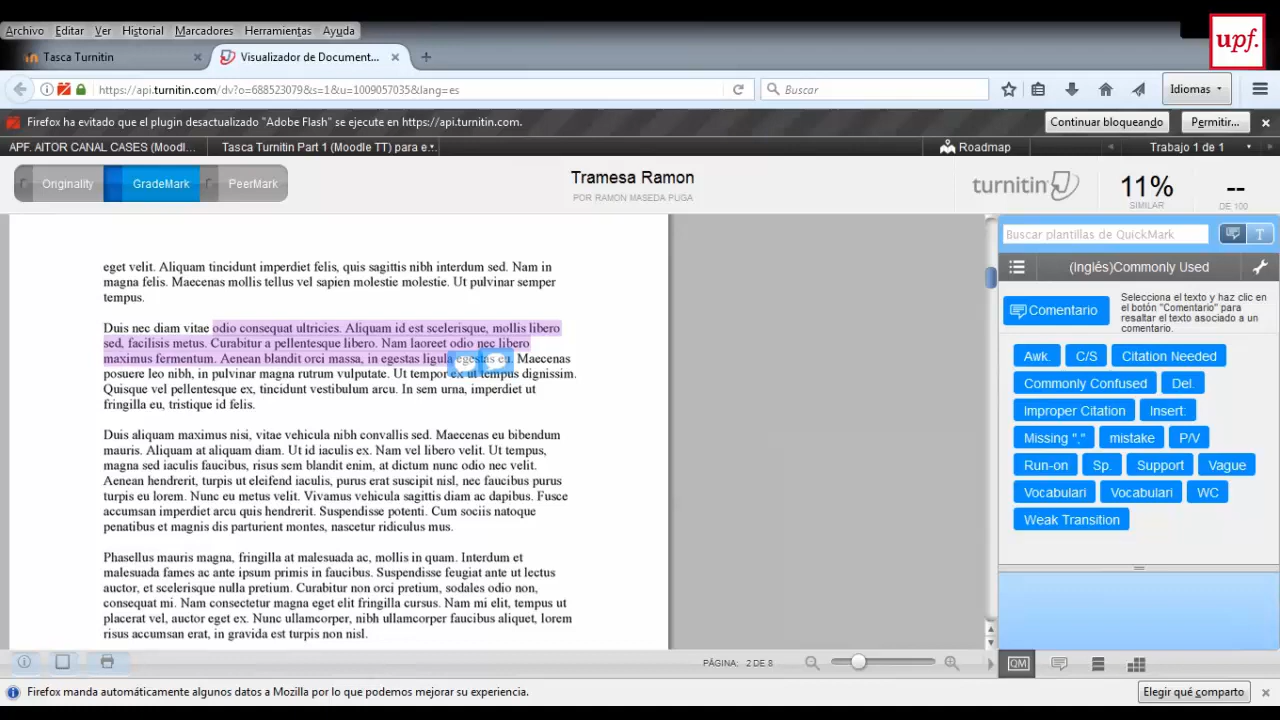 Archivo Editar Ver Historial Marcadores Herramientas Ayuda
upf.
Tasca Turnitin
Visualizador de Document...
https://api.turnitin.com/dv?o=688523079&s=1&u=1009057035&lang=es
Buscar
Idiomas
Firefox ha evitado que el plugin desactualizado "Adobe Flash" se ejecute en https://api.turnitin.com.
Continuar bloqueando
Permitir...
APF. AITOR CANAL CASES (Moodl...
Tasca Turnitin Part 1 (Moodle TT) para e...
Roadmap
Trabajo 1 de 1
Originality
GradeMark
PeerMark
Tramesa Ramon
POR RAMON MASEDA PUGA
turnitin
11%
SIMILAR
--
DE 100
eget velit. Aliquam tincidunt imperdiet felis, quis sagittis nibh interdum sed. Nam in
magna felis. Maecenas mollis tellus vel sapien molestie molestie. Ut pulvinar semper
tempus.
Duis nec diam vitae odio consequat ultricies. Aliquam id est scelerisque, mollis libero
sed, facilisis metus. Curabitur a pellentesque libero. Nam laoreet odio nec libero
maximus fermentum. Aenean blandit orci massa, in egestas ligula egestas eu. Maecenas
posuere leo nibh, in pulvinar magna rutrum vulputate. Ut tempor ex ut tempus dignissim.
Quisque vel pellentesque ex, tincidunt vestibulum arcu. In sem urna, imperdiet ut
fringilla eu, tristique id felis.
Duis aliquam maximus nisi, vitae vehicula nibh convallis sed. Maecenas eu bibendum
mauris. Aliquam at aliquam diam. Ut id iaculis ex. Nam vel libero velit. Ut tempus,
magna sed iaculis faucibus, risus sem blandit enim, at dictum nunc odio nec velit.
Aenean hendrerit, turpis ut eleifend iaculis, purus erat suscipit nisl, nec faucibus purus
turpis eu lorem. Nunc eu metus velit. Vivamus vehicula sagittis diam ac dapibus. Fusce
accumsan imperdiet arcu quis hendrerit. Suspendisse potenti. Cum sociis natoque
penatibus et magnis dis parturient montes, nascetur ridiculus mus.
Phasellus mauris magna, fringilla at malesuada ac, mollis in quam. Interdum et
malesuada fames ac ante ipsum primis in faucibus. Suspendisse feugiat ante ut lectus
auctor, et scelerisque nulla pretium. Curabitur non orci pretium, sodales odio non,
consequat mi. Nam consectetur magna eget elit fringilla cursus. Nam mi elit, tempus ut
placerat vel, auctor eget ex. Nunc ullamcorper, nibh ullamcorper faucibus aliquet, lorem
risus accumsan erat, in gravida est turpis non nisl.
Buscar plantillas de QuickMark
T
(Inglés)Commonly Used
Comentario
Selecciona el texto y haz clic en
el botón "Comentario" para
resaltar el texto asociado a un
comentario.
Awk. C/S Citation Needed
Commonly Confused Del.
Improper Citation Insert:
Missing "," mistake P/V
Run-on Sp. Support Vague
Vocabulari Vocabulari WC
Weak Transition
PÁGINA: 2 DE 8
QM
Firefox manda automáticamente algunos datos a Mozilla por lo que podemos mejorar su experiencia.
Elegir qué comparto